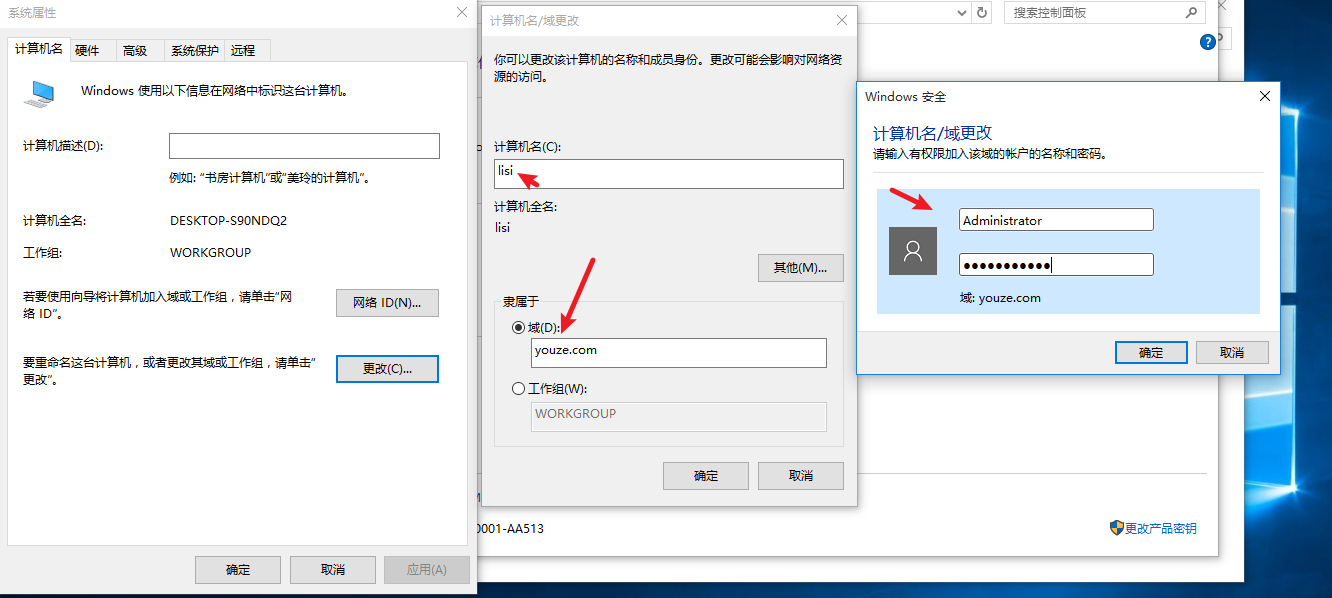 系统属性
计算机名
硬件
高级
系统保护
远程
Windows 使用以下信息在网络中标识这台计算机。
计算机描述(D):
例如: "书房计算机"或"美玲的计算机"。
计算机全名:
DESKTOP-S90NDQ2
工作组:
WORKGROUP
若要使用向导将计算机加入域或工作组，请单击"网
络 ID"。
网络 ID(N)...
要重命名这台计算机，或者更改其域或工作组，请单击"
更改"。
更改(C)...
确定
取消
应用(A)
计算机名/域更改
你可以更改该计算机的名称和成员身份。更改可能会影响对网络资
源的访问。
计算机名(C):
lisi
计算机全名:
lisi
其他(M)...
隶属于
域(D):
youze.com
工作组(W):
WORKGROUP
确定
取消
搜索控制面板
?
Windows 安全
计算机名/域更改
请输入有权限加入该域的帐户的名称和密码。
Administrator
●●●●●●●●●●●
域: youze.com
确定
取消
0001-AA513
更改产品密钥